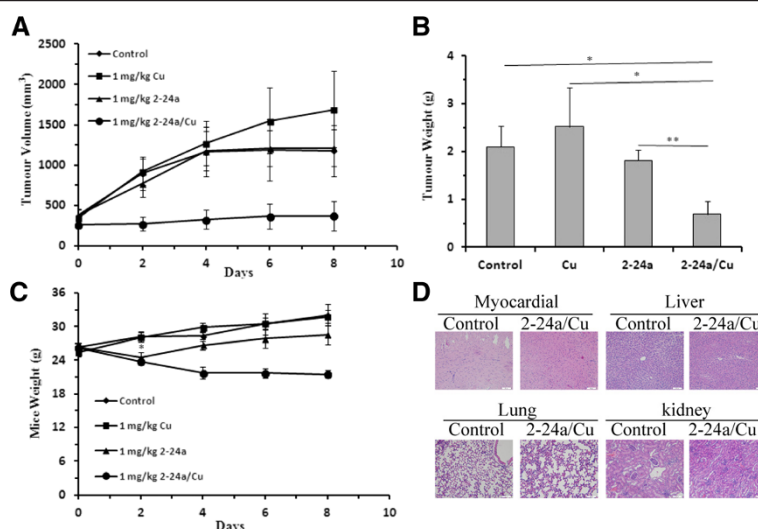 A
2500
2000
1500
1000
500
0
Tumour Volume (mm³)
Control
1 mg/kg Cu
1 mg/kg 2-24a
1 mg/kg 2-24a/Cu
0 2 4 6 8 10
Days
B
4
3
2
1
0
Tumour Weight (g)
*
*
**
Control Cu 2-24a 2-24a/Cu
C
36
30
24
18
12
6
0
Mice Weight (g)
*
Control
1 mg/kg Cu
1 mg/kg 2-24a
1 mg/kg 2-24a/Cu
0 2 4 6 8 10
Days
D
Myocardial Liver
Control 2-24a/Cu Control 2-24a/Cu
Lung kidney
Control 2-24a/Cu Control 2-24a/Cu